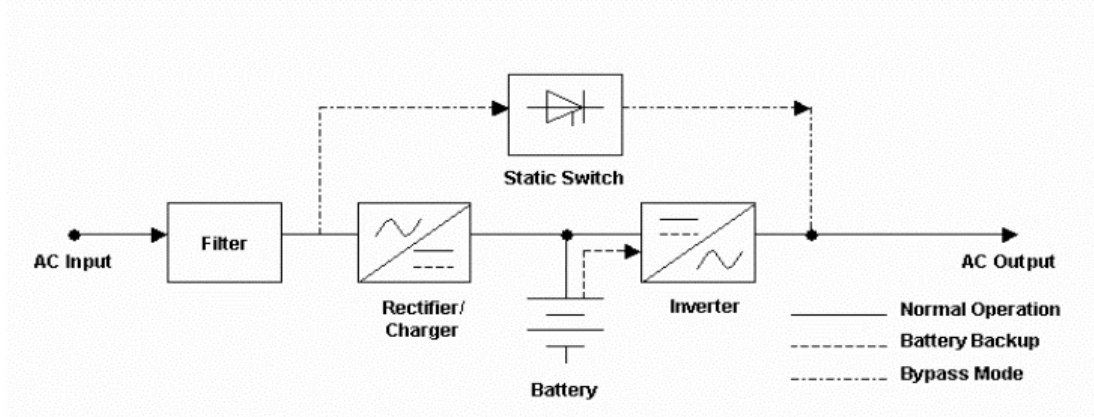 Static Switch
Filter
AC Input
AC Output
Rectifier/
Charger
Inverter
Battery
Normal Operation
Battery Backup
Bypass Mode